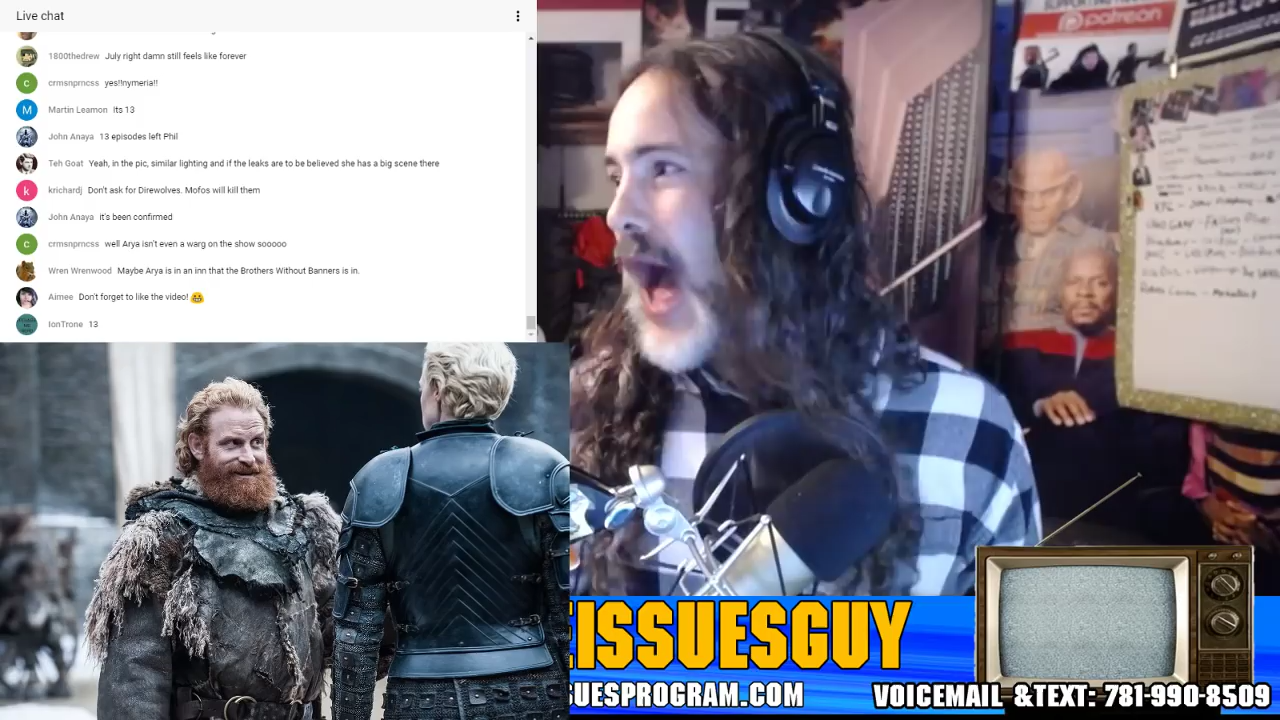 Live chat
1800thedrew July right damn still feels like forever
c crmsnprncss yes!!nymeria!!
M Martin Leamon Its 13
John Anaya 13 episodes left Phil
Teh Goat Yeah, in the pic, similar lighting and if the leaks are to be believed she has a big scene there
k krichardj Don't ask for Direwolves. Mofos will kill them
John Anaya it's been confirmed
c crmsnprncss well Arya isn't even a warg on the show sooooo
Wren Wrenwood Maybe Arya is in an inn that the Brothers Without Banners is in.
Aimee Don't forget to like the video! 😂
IonTrone 13
patreon
EISSUESGUY
SUESPROGRAM.COM
VOICEMAIL &TEXT: 781-990-8509